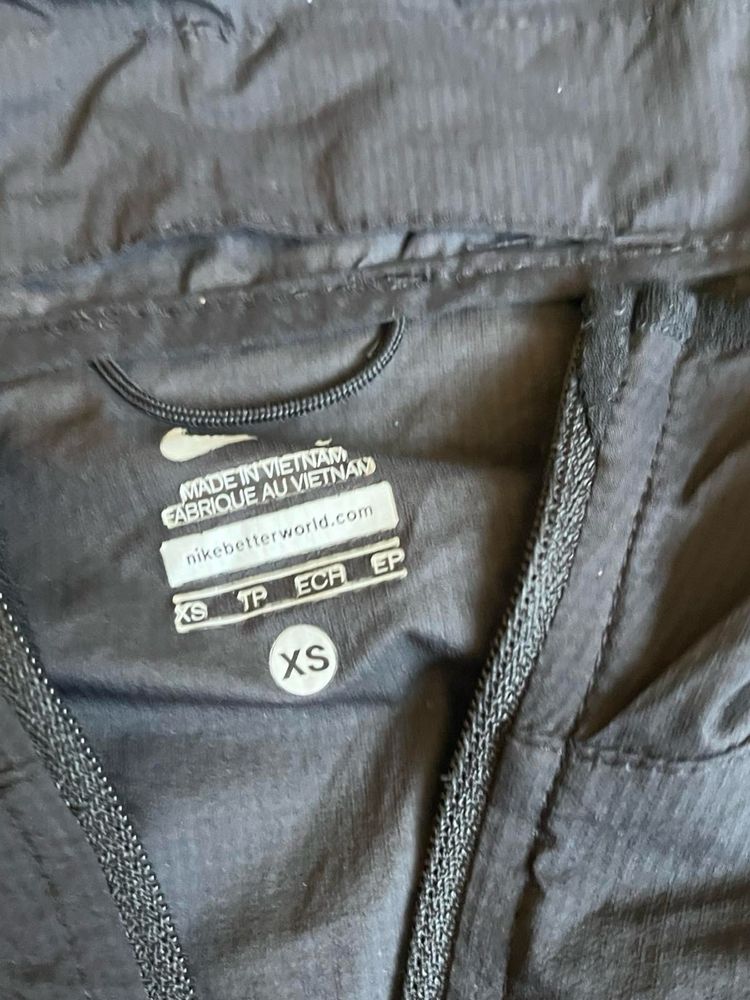 MADE IN VIETNAM
FABRIQUE AU VIETNAM
nikebetterworld.com
XS TP ECH EP
XS